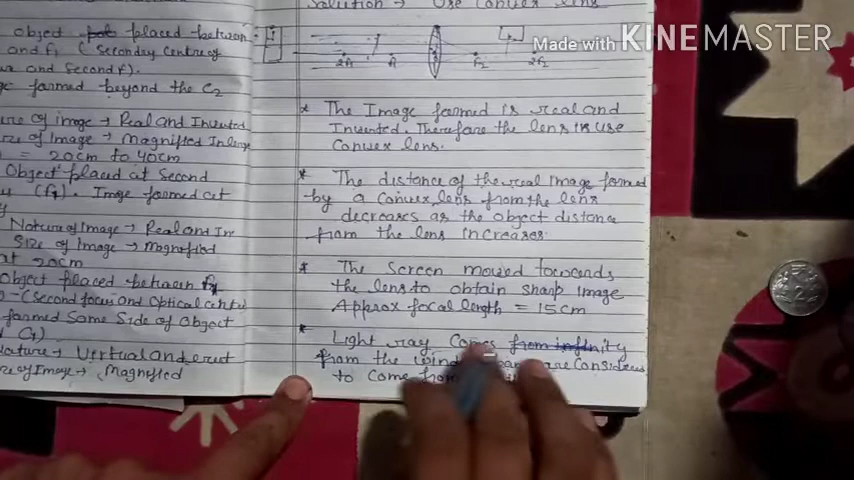 object placed between
and f1 (Secondary Centre of
and Second f).
formed beyond the C2
of image → Real and Inverted
of Image → Magnified
= 20cm to 40cm
Object placed at Second
Image formed at
Nature of Image → Real and In
Size of Image → Magnified
at 20cm
Object placed between
(Second focus and Optical Cente
formed Same Side of Object
Nature → Virtual and erect
of Image → Magnified
Solution → Use Convex lens
2f1 f1 f2 2f2
Made with KINEMASTER
* The Image formed is real and
Inverted. Therefore the lens in use
Convex lens.
* The distance of the real Image formed
by a convex lens from the lens
decreases as the object distance
from the lens increases.
* The Screen moved towards
the lens to obtain sharp image
Approx focal length = 15cm
* Light ray Comes from infinity
from the are Considered
to Come from